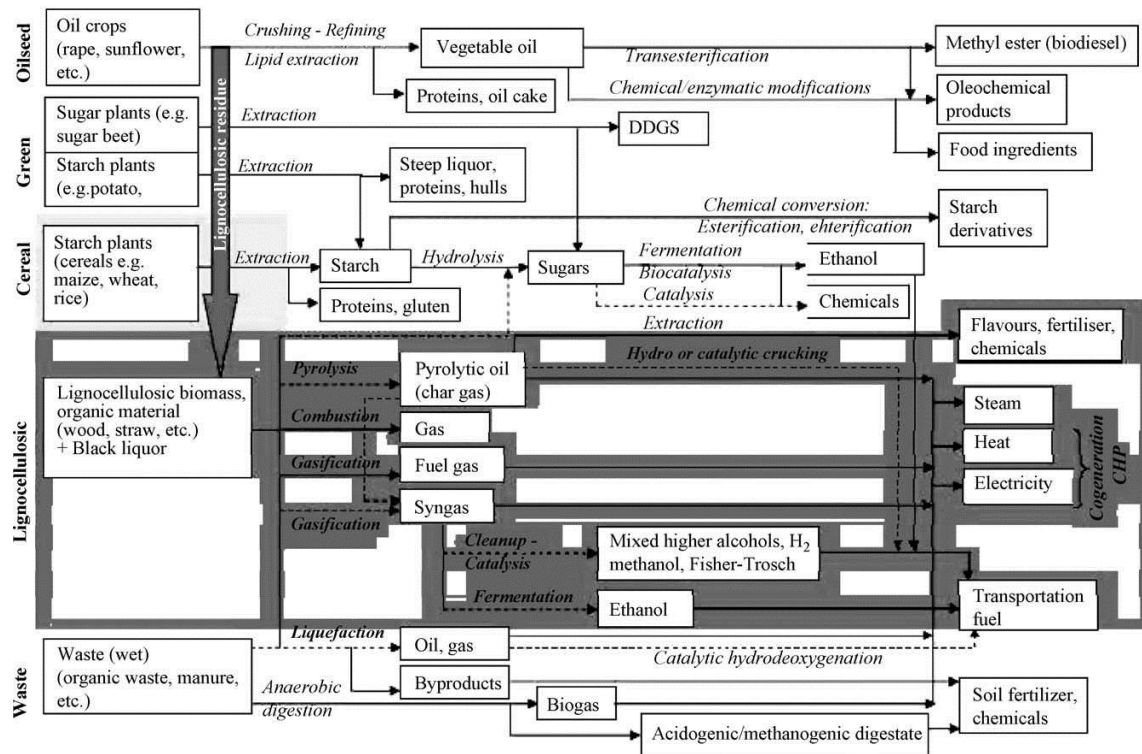 Oilseed
Oil crops
(rape, sunflower,
etc.)
Crushing - Refining
Lipid extraction
Vegetable oil
Transesterification
Methyl ester (biodiesel)
Proteins, oil cake
Chemical/enzymatic modifications
Oleochemical
products
Food ingredients
Green
Sugar plants (e.g.
sugar beet)
Extraction
DDGS
Starch plants
(e.g.potato,
Extraction
Steep liquor,
proteins, hulls
Lignocellulosic residue
Chemical conversion:
Esterification, ehterification
Starch
derivatives
Cereal
Starch plants
(cereals e.g.
maize, wheat,
rice)
Extraction
Starch
Hydrolysis
Sugars
Fermentation
Biocatalysis
Catalysis
Ethanol
Chemicals
Proteins, gluten
Extraction
Flavours, fertiliser,
chemicals
Lignocellulosic
Lignocellulosic biomass,
organic material
(wood, straw, etc.)
+ Black liquor
Pyrolysis
Pyrolytic oil
(char gas)
Hydro or catalytic crucking
Combustion
Gas
Gasification
Fuel gas
Gasification
Syngas
Steam
Heat
Electricity
Cogeneration
CHP
Cleanup -
Catalysis
Mixed higher alcohols, H2
methanol, Fisher-Trosch
Fermentation
Ethanol
Transportation
fuel
Waste
Waste (wet)
(organic waste, manure,
etc.)
Liquefaction
Oil, gas
Catalytic hydrodeoxygenation
Byproducts
Anaerobic
digestion
Biogas
Acidogenic/methanogenic digestate
Soil fertilizer,
chemicals